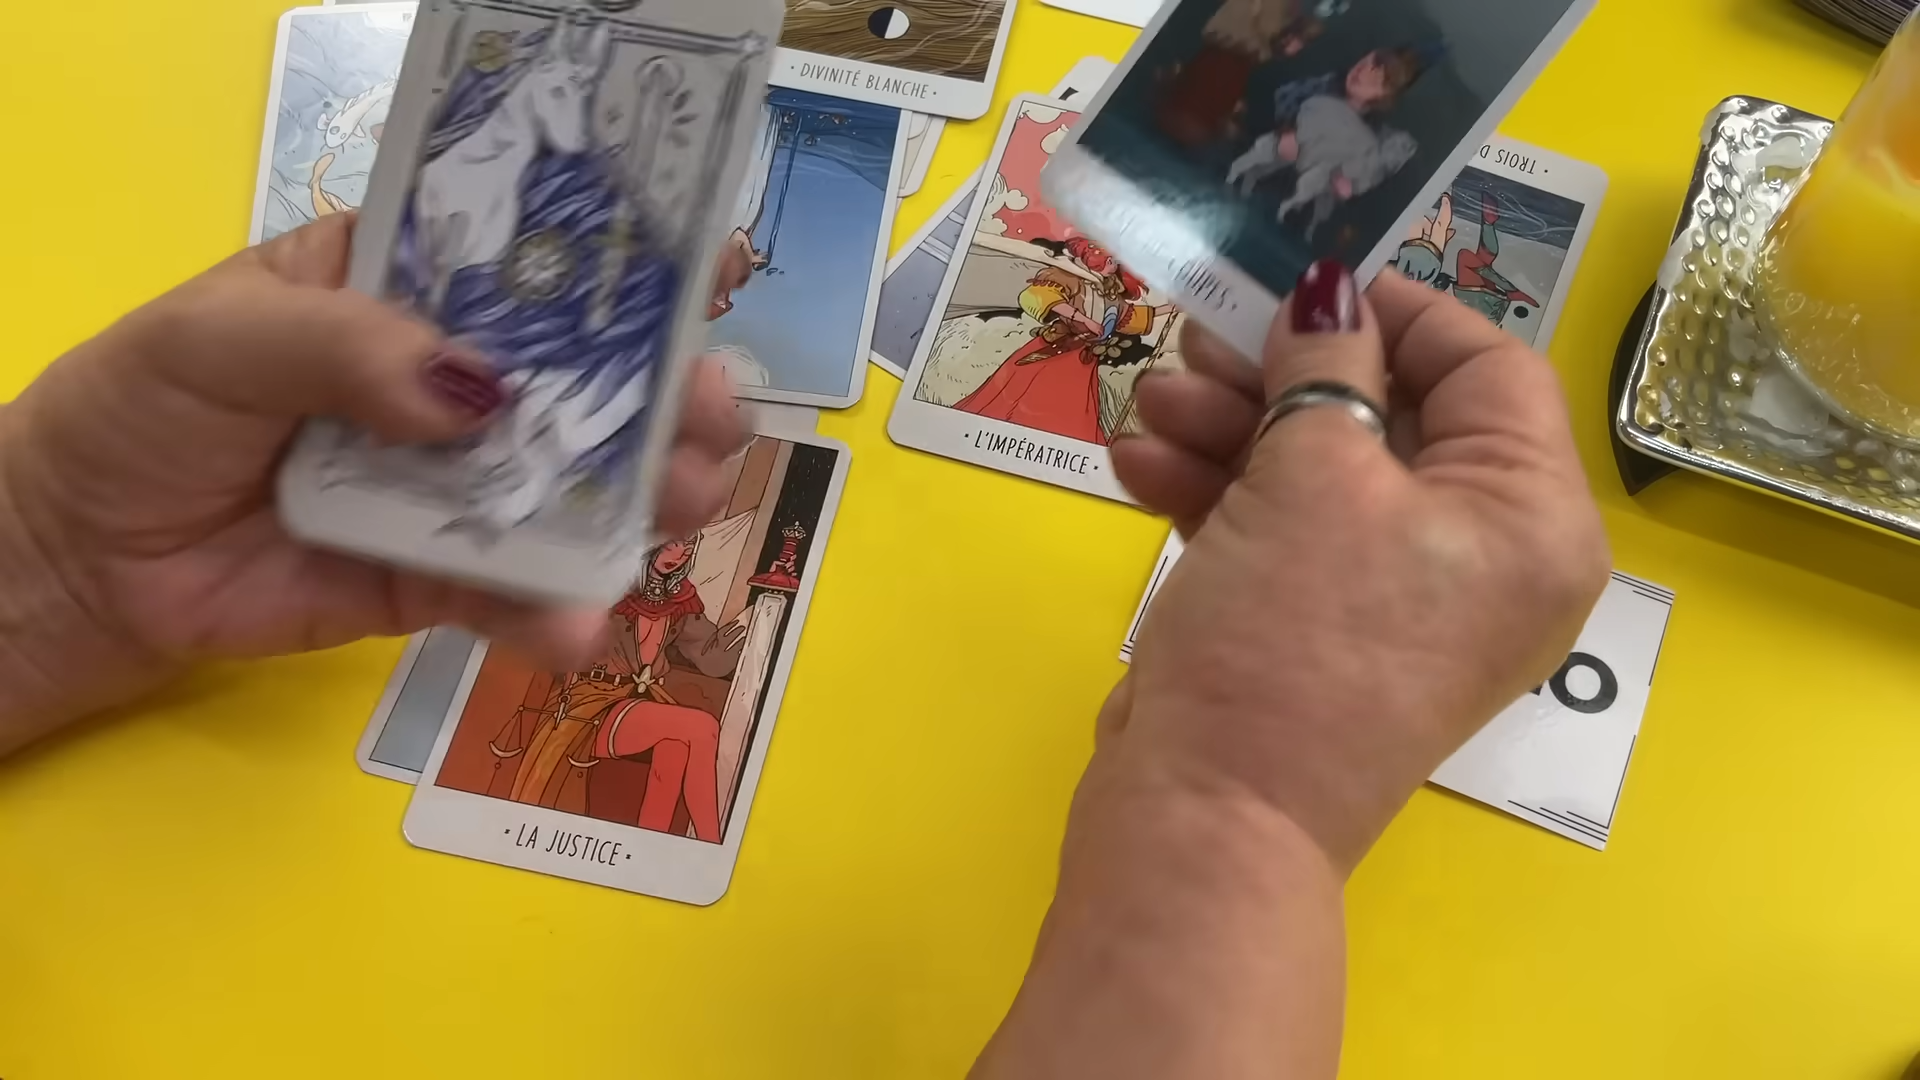 · DIVINITÉ BLANCHE ·
TROIS D
COUPES ·
· L'IMPÉRATRICE ·
· LA JUSTICE ·